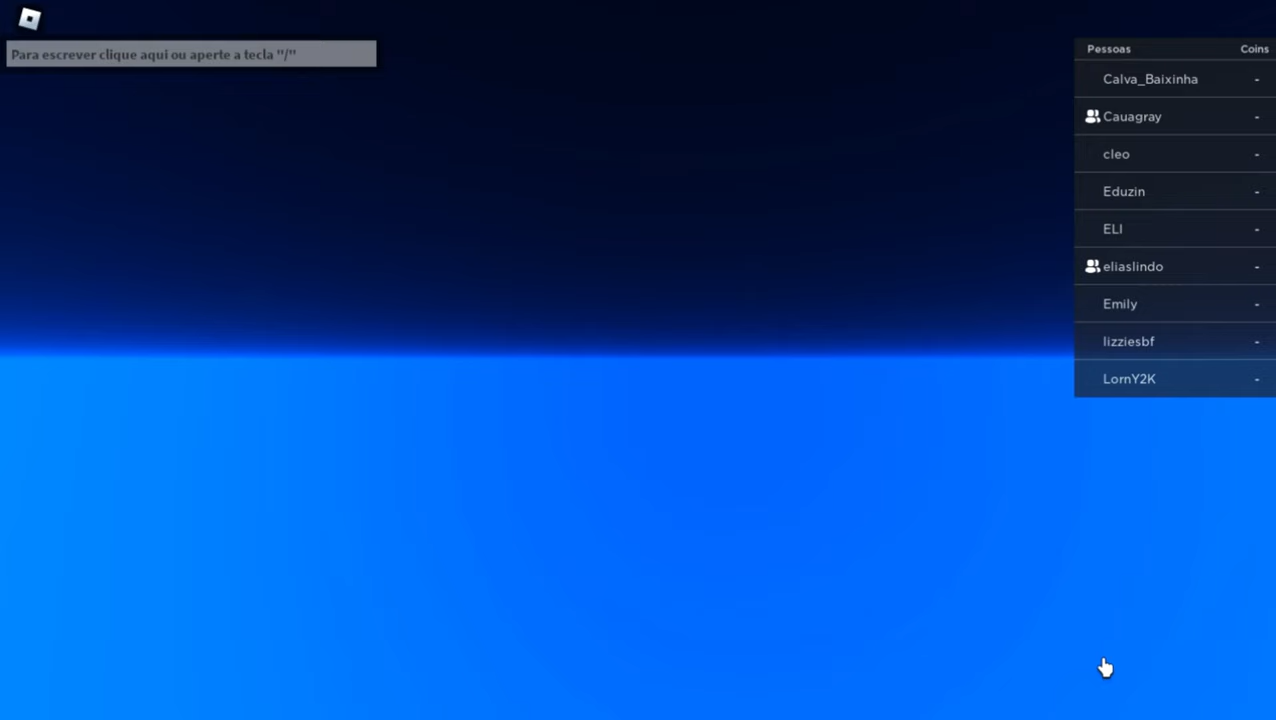 Para escrever clique aqui ou aperte a tecla "/"
Pessoas Coins
Calva_Baixinha -
Cauagray -
cleo -
Eduzin -
ELI -
eliaslindo -
Emily -
lizziesbf -
LornY2K -